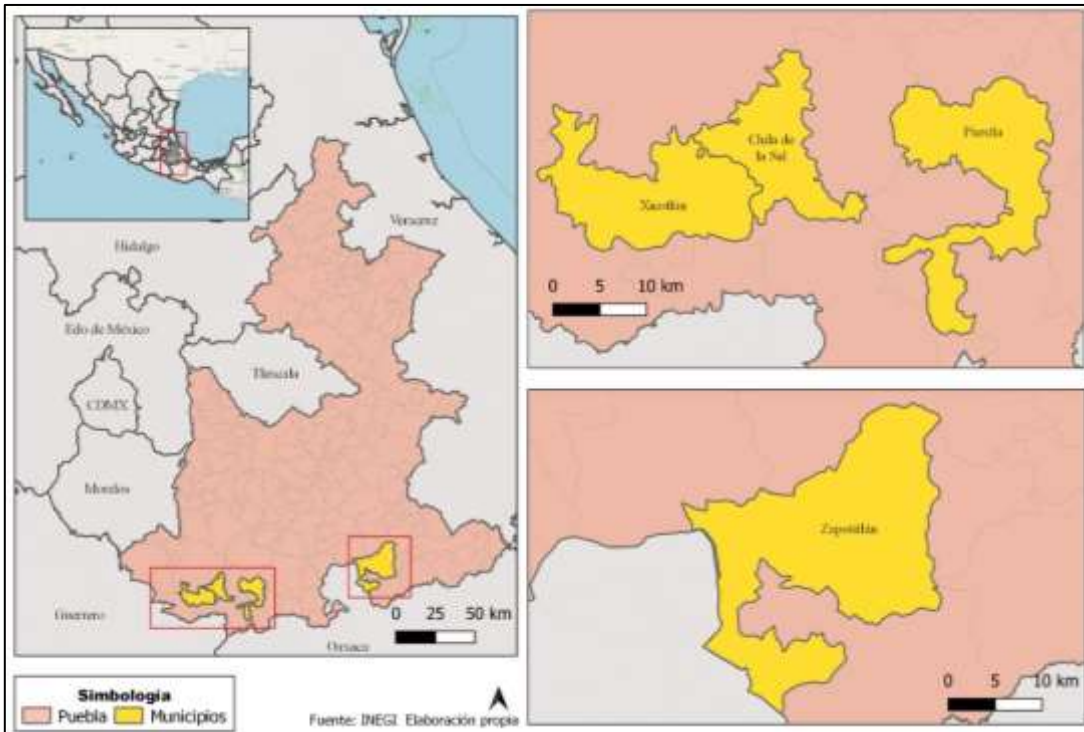 Hidalgo
Veracruz
Edo de México
Tlaxcala
CDMX
Morelos
Guerrero
Oaxaca
0 25 50 km
Simbología
Puebla Municipios
Fuente: INEGI Elaboración propia
Chila de
la Sal
Xicotlán
Piaxtla
0 5 10 km
Zapotitlán
0 5 10 km